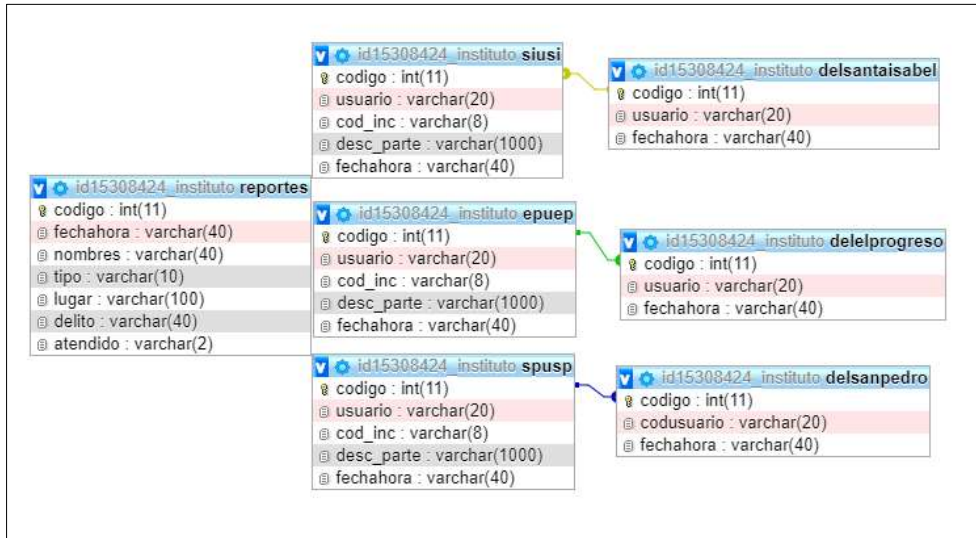 id15308424_instituto siusi
codigo : int(11)
usuario : varchar(20)
cod_inc : varchar(8)
desc_parte : varchar(1000)
fechahora : varchar(40)
id15308424_instituto delsantaisabel
codigo : int(11)
usuario : varchar(20)
fechahora : varchar(40)
id15308424_instituto reportes
codigo : int(11)
fechahora : varchar(40)
nombres : varchar(40)
tipo : varchar(10)
lugar : varchar(100)
delito : varchar(40)
atendido : varchar(2)
id15308424_instituto epuep
codigo : int(11)
usuario : varchar(20)
cod_inc : varchar(8)
desc_parte : varchar(1000)
fechahora : varchar(40)
id15308424_instituto delelprogreso
codigo : int(11)
usuario : varchar(20)
fechahora : varchar(40)
id15308424_instituto spusp
codigo : int(11)
usuario : varchar(20)
cod_inc : varchar(8)
desc_parte : varchar(1000)
fechahora : varchar(40)
id15308424_instituto delsanpedro
codigo : int(11)
codusuario : varchar(20)
fechahora : varchar(40)